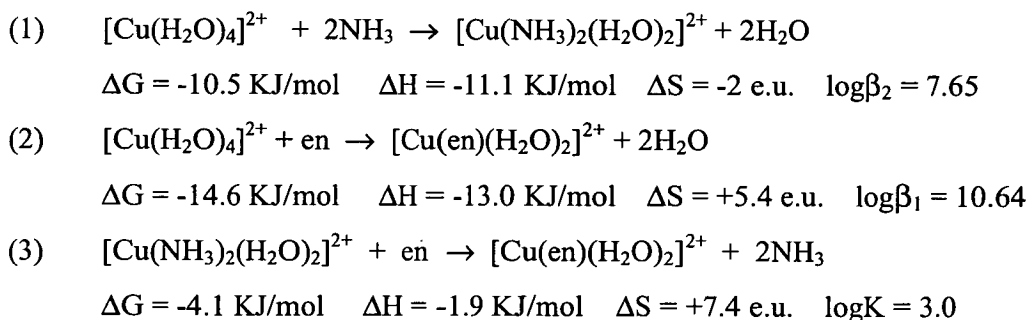 (1) [Cu(H₂O)₄]²⁺ + 2NH₃ → [Cu(NH₃)₂(H₂O)₂]²⁺ + 2H₂O
ΔG = -10.5 KJ/mol ΔH = -11.1 KJ/mol ΔS = -2 e.u. logβ₂ = 7.65
(2) [Cu(H₂O)₄]²⁺ + en → [Cu(en)(H₂O)₂]²⁺ + 2H₂O
ΔG = -14.6 KJ/mol ΔH = -13.0 KJ/mol ΔS = +5.4 e.u. logβ₁ = 10.64
(3) [Cu(NH₃)₂(H₂O)₂]²⁺ + en → [Cu(en)(H₂O)₂]²⁺ + 2NH₃
ΔG = -4.1 KJ/mol ΔH = -1.9 KJ/mol ΔS = +7.4 e.u. logK = 3.0